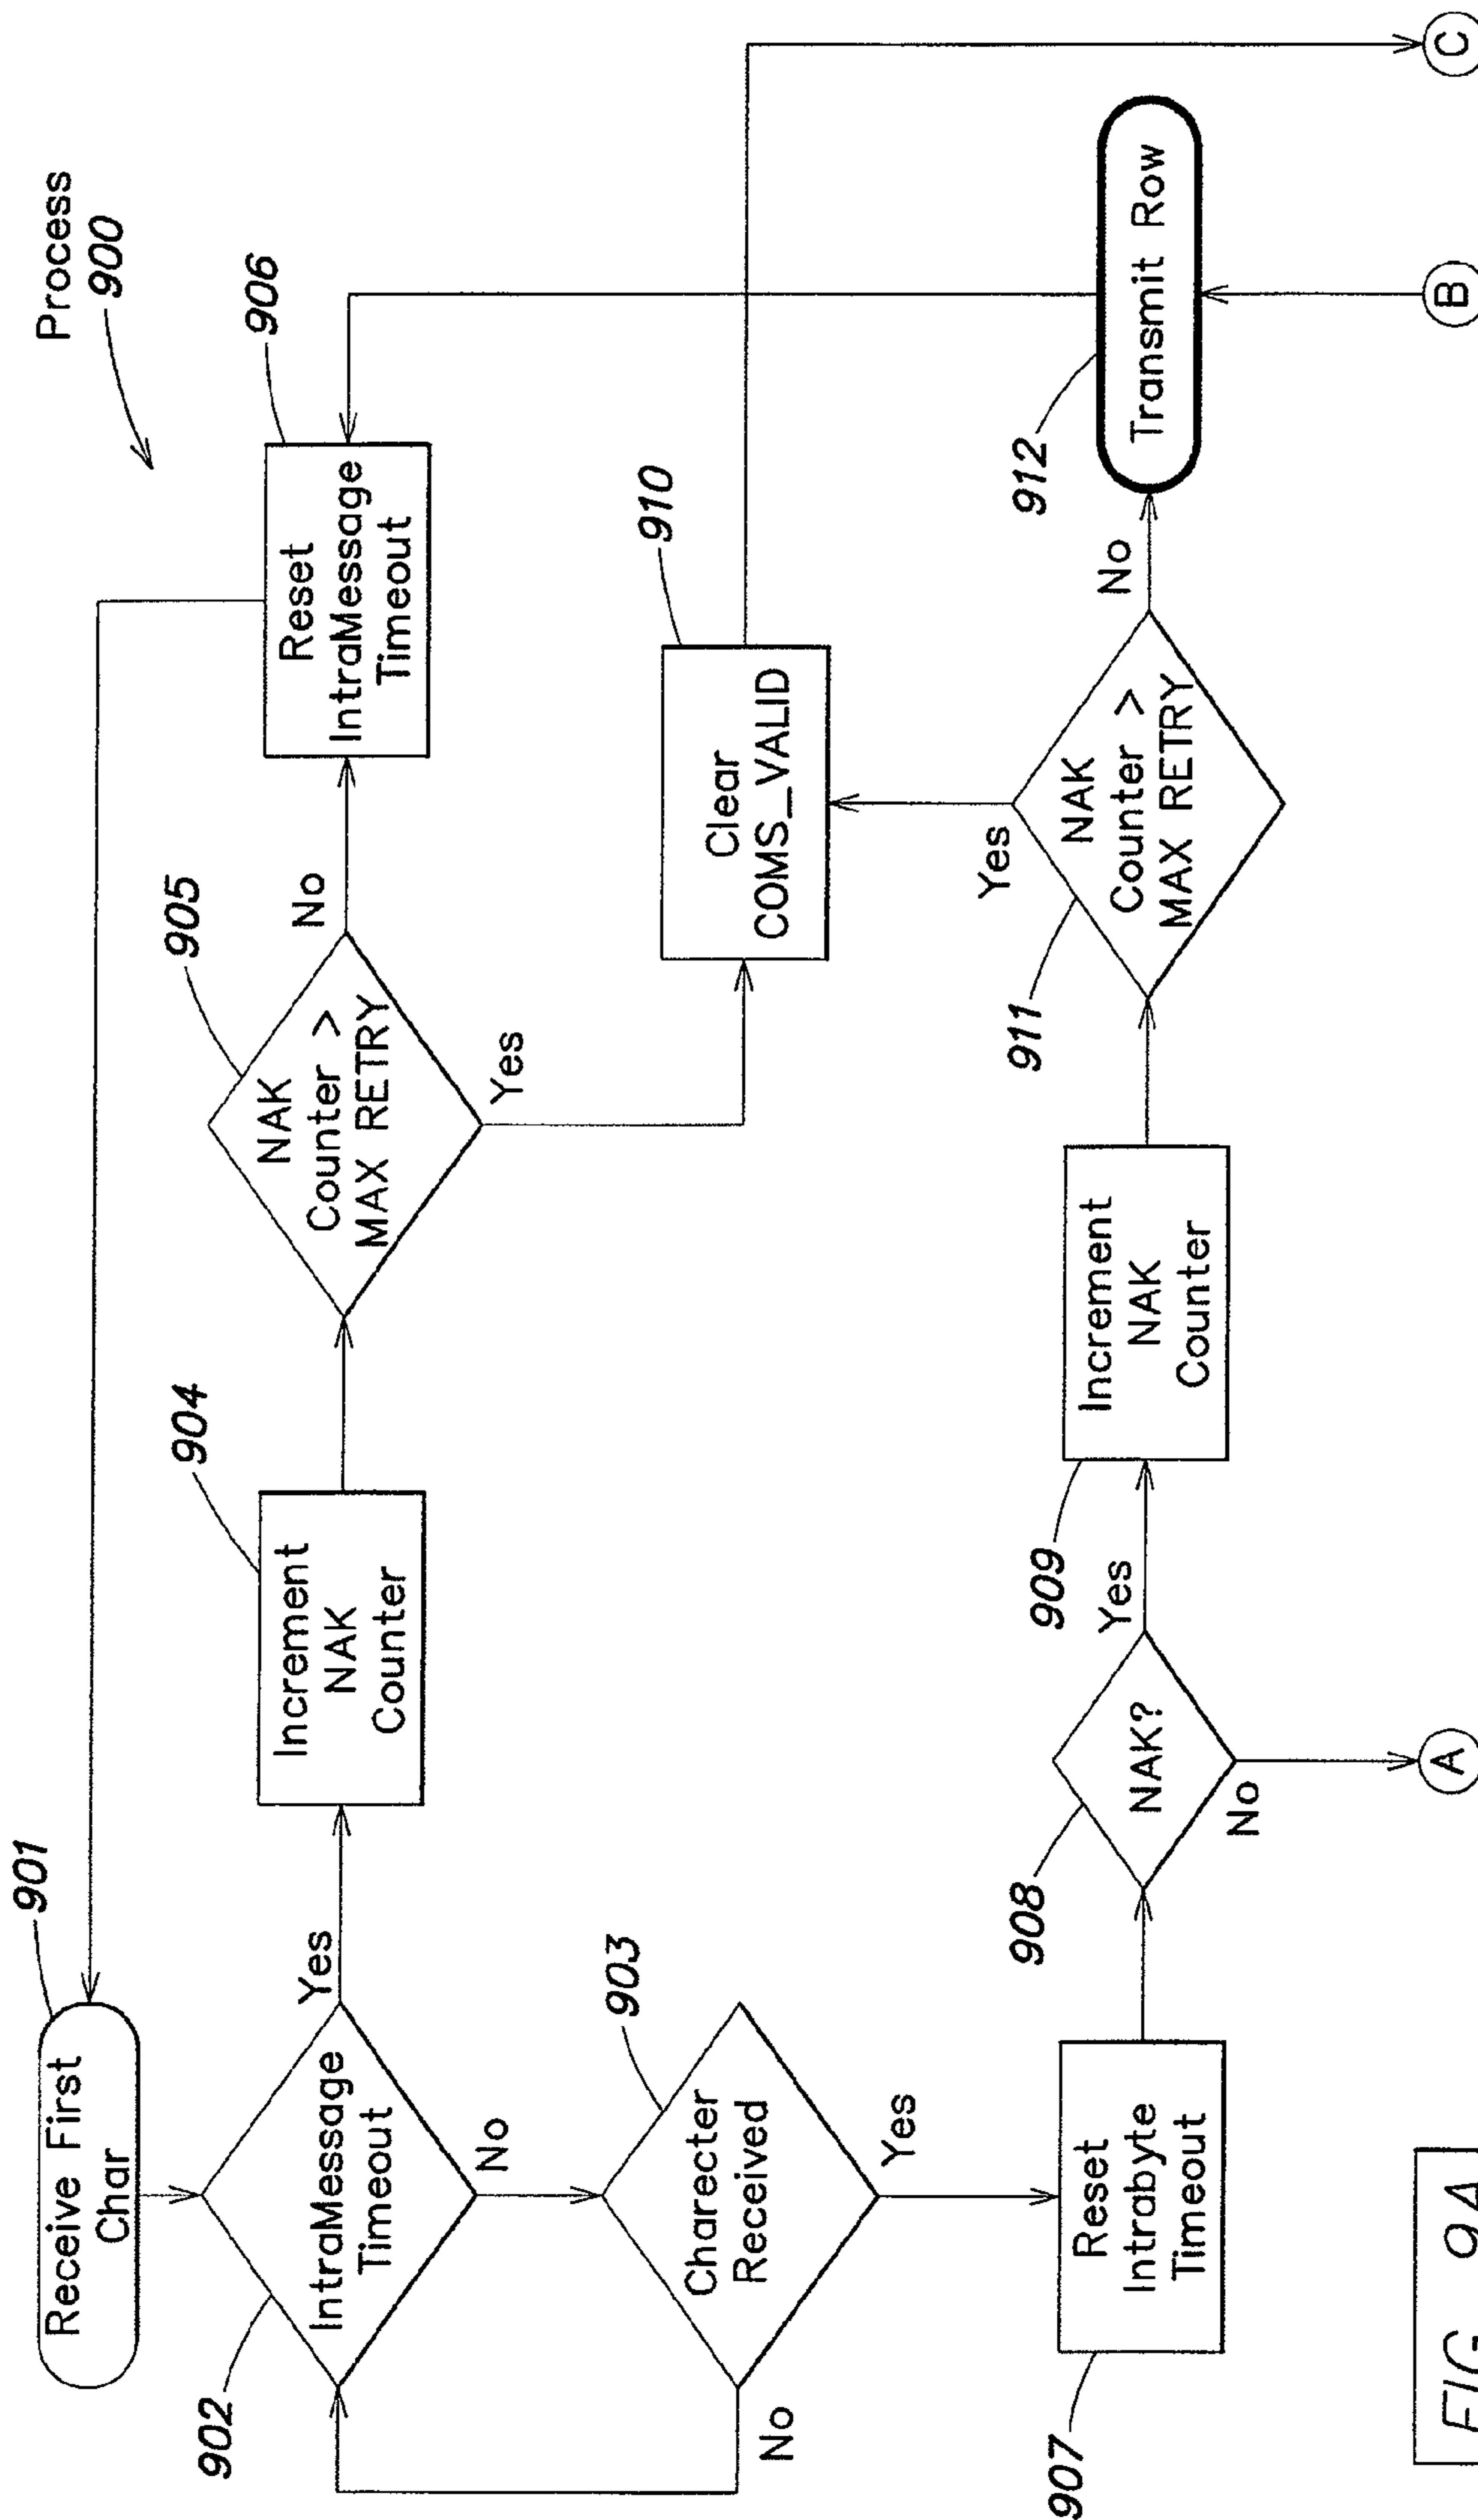 Process
900
901
Receive First
Char
902
IntraMessage
Timeout
Yes
No
904
Increment
NAK
Counter
905
NAK
Counter >
MAX RETRY
No
Yes
906
Reset
IntraMessage
Timeout
903
Charecter
Received
No
Yes
910
Clear
COMS_VALID
907
Reset
Intrabyte
Timeout
908
NAK?
Yes
No
909
Increment
NAK
Counter
911
NAK
Counter >
MAX RETRY
Yes
No
912
Transmit Row
A
B
C
FIG. 9A